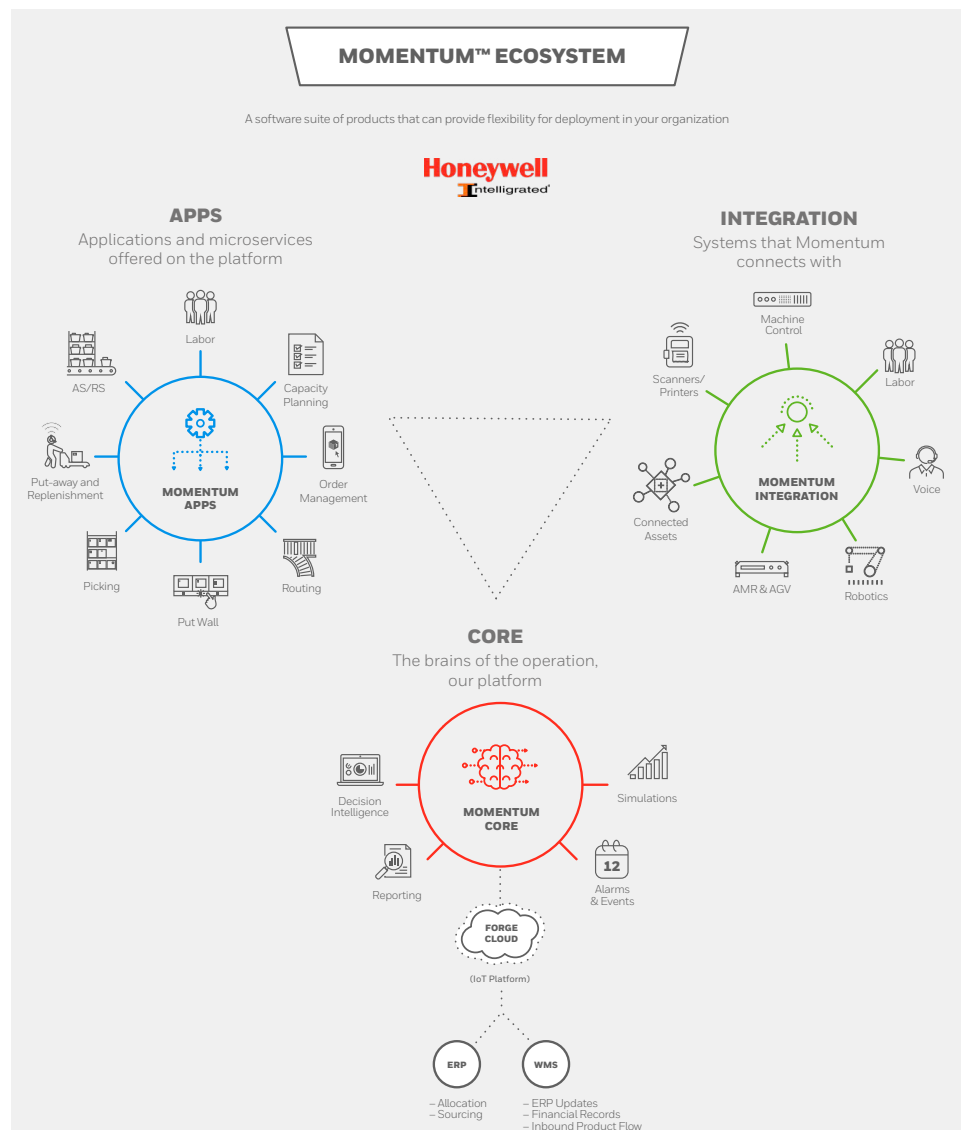 MOMENTUM™ ECOSYSTEM
A software suite of products that can provide flexibility for deployment in your organization
Honeywell
Intelligrated
APPS
Applications and microservices
offered on the platform
Labor
AS/RS
Capacity
Planning
Put-away and
Replenishment
MOMENTUM
APPS
Order
Management
Picking
Put Wall
Routing
INTEGRATION
Systems that Momentum
connects with
Machine
Control
Scanners/
Printers
Labor
MOMENTUM
INTEGRATION
Voice
Connected
Assets
AMR & AGV
Robotics
CORE
The brains of the operation,
our platform
Decision
Intelligence
MOMENTUM
CORE
Simulations
Reporting
12
Alarms
& Events
FORGE
CLOUD
(IoT Platform)
ERP
– Allocation
– Sourcing
WMS
– ERP Updates
– Financial Records
– Inbound Product Flow